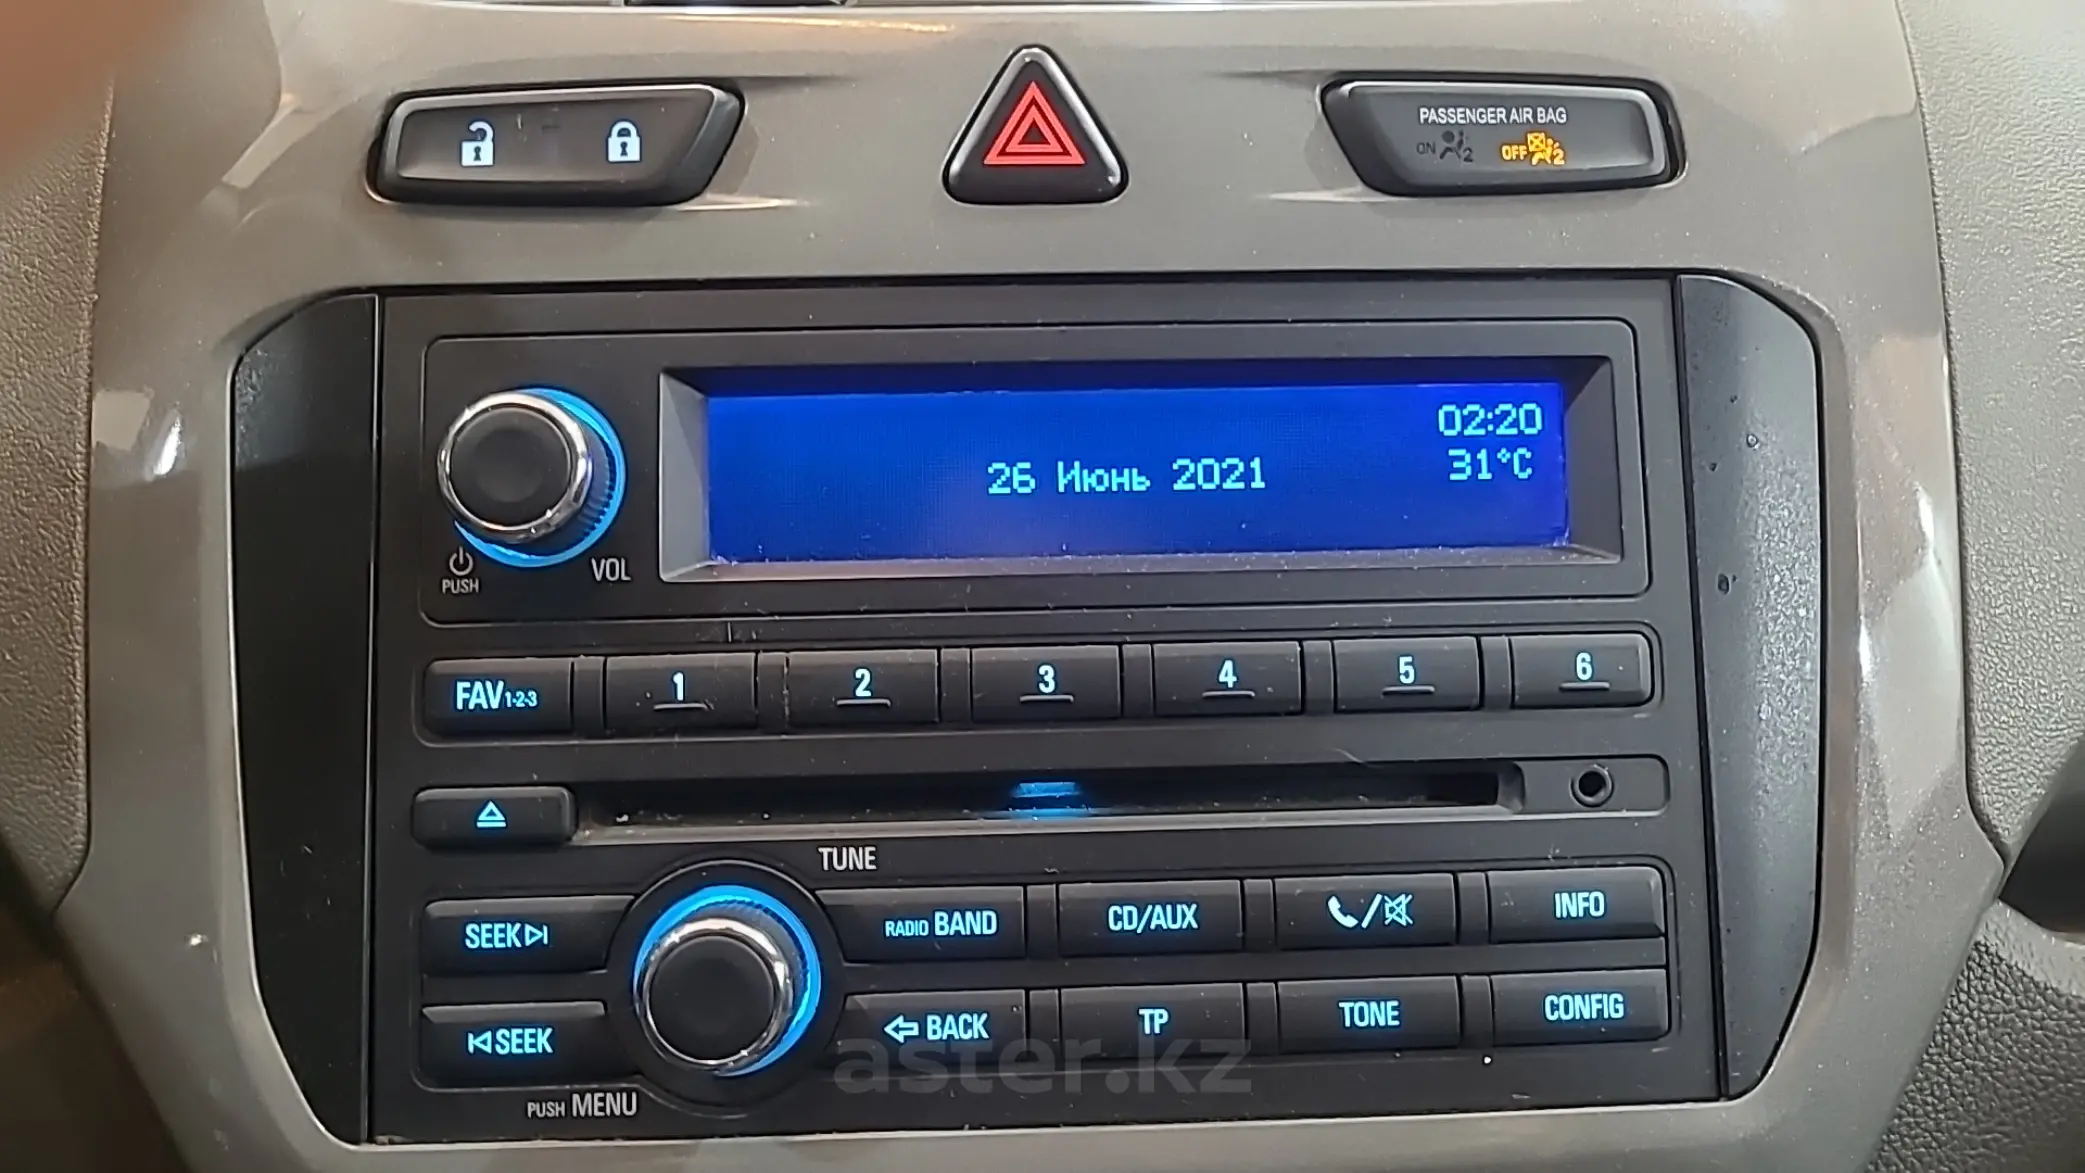 PASSENGER AIR BAG
ON 2 OFF 2
02:20
31°C
26 Июнь 2021
PUSH VOL
FAV1-2-3 1 2 3 4 5 6
TUNE
SEEK RADIO BAND CD/AUX INFO
SEEK BACK TP TONE CONFIG
PUSH MENU
aster.kz